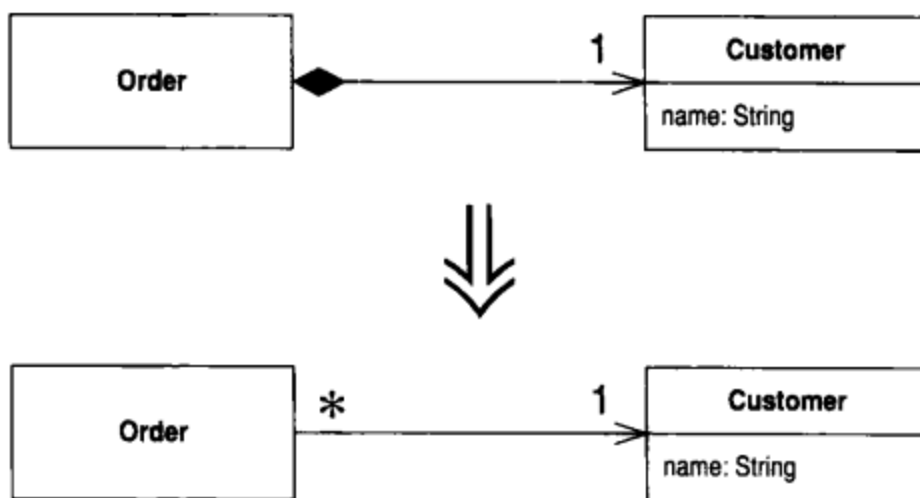 Order
1
Customer
name: String
Order
*
1
Customer
name: String